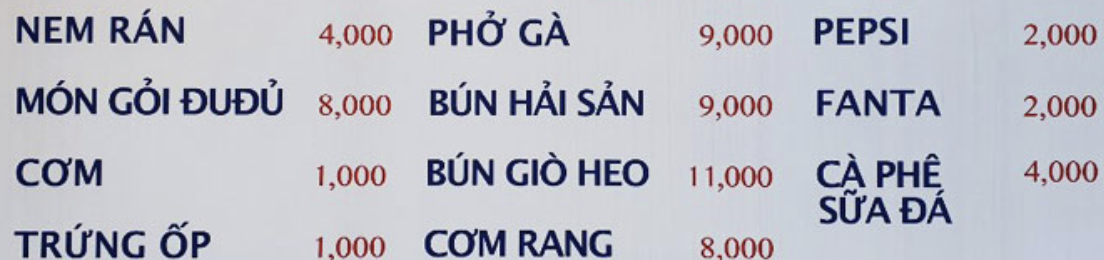 NEM RÁN 4,000 PHỞ GÀ 9,000 PEPSI 2,000
MÓN GỎI ĐUĐỦ 8,000 BÚN HẢI SẢN 9,000 FANTA 2,000
CƠM 1,000 BÚN GIÒ HEO 11,000 CÀ PHÊ 4,000
SỮA ĐÁ
TRỨNG ỐP 1,000 CƠM RANG 8,000